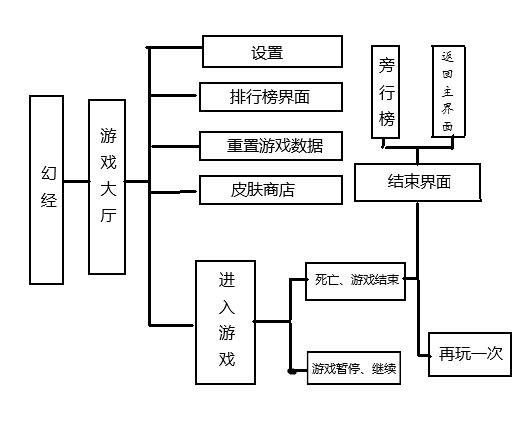 幻经
游戏大厅
设置
排行榜界面
重置游戏数据
皮肤商店
进入游戏
死亡、游戏结束
游戏暂停、继续
旁行榜
返回主界面
结束界面
再玩一次